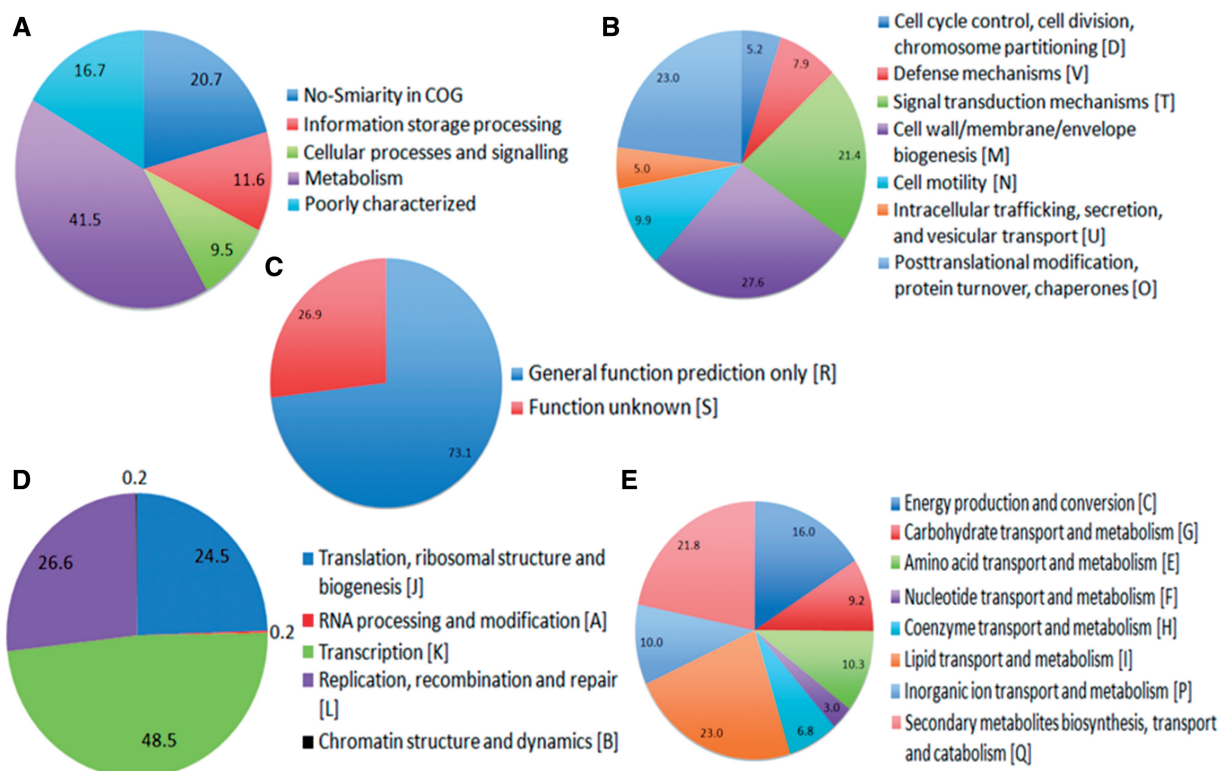 A
20.7
11.6
9.5
41.5
16.7
No-Smiarity in COG
Information storage processing
Cellular processes and signalling
Metabolism
Poorly characterized
B
5.2
7.9
21.4
27.6
9.9
5.0
23.0
Cell cycle control, cell division,
chromosome partitioning [D]
Defense mechanisms [V]
Signal transduction mechanisms [T]
Cell wall/membrane/envelope
biogenesis [M]
Cell motility [N]
Intracellular trafficking, secretion,
and vesicular transport [U]
Posttranslational modification,
protein turnover, chaperones [O]
C
26.9
73.1
General function prediction only [R]
Function unknown [S]
D
0.2
24.5
0.2
48.5
26.6
Translation, ribosomal structure and
biogenesis [J]
RNA processing and modification [A]
Transcription [K]
Replication, recombination and repair
[L]
Chromatin structure and dynamics [B]
E
16.0
9.2
10.3
3.0
6.8
23.0
10.0
21.8
Energy production and conversion [C]
Carbohydrate transport and metabolism [G]
Amino acid transport and metabolism [E]
Nucleotide transport and metabolism [F]
Coenzyme transport and metabolism [H]
Lipid transport and metabolism [I]
Inorganic ion transport and metabolism [P]
Secondary metabolites biosynthesis, transport
and catabolism [Q]